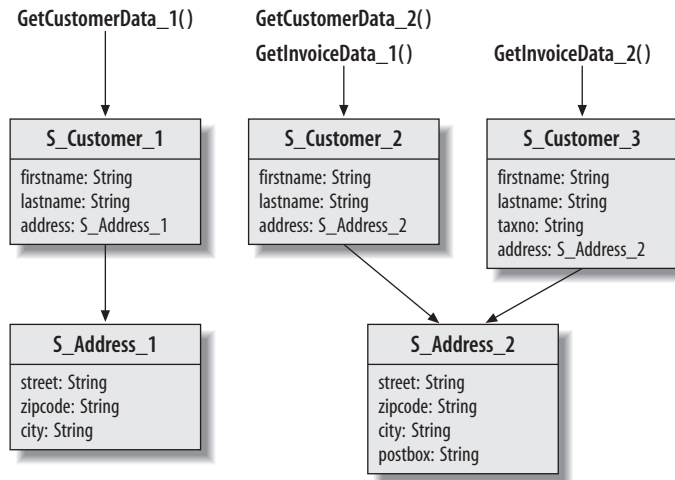 GetCustomerData_1()
GetCustomerData_2()
GetInvoiceData_1()
GetInvoiceData_2()
S_Customer_1
firstname: String
lastname: String
address: S_Address_1
S_Customer_2
firstname: String
lastname: String
address: S_Address_2
S_Customer_3
firstname: String
lastname: String
taxno: String
address: S_Address_2
S_Address_1
street: String
zipcode: String
city: String
S_Address_2
street: String
zipcode: String
city: String
postbox: String